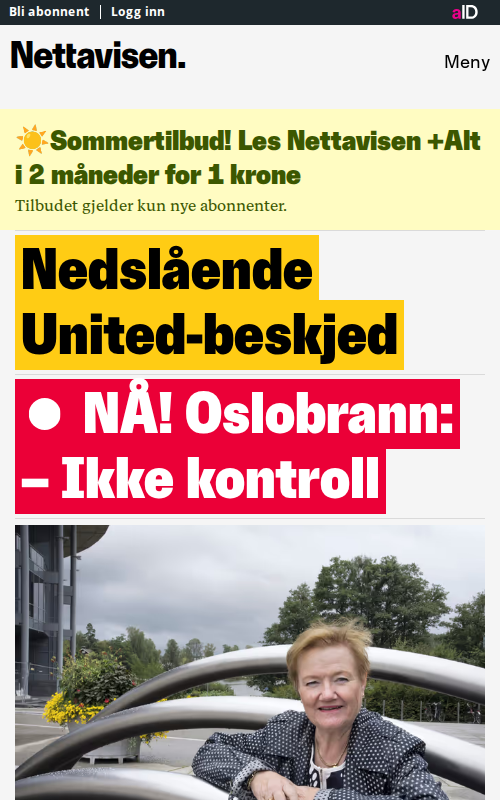 Bli abonnent | Logg inn
aID
Nettavisen.
Meny
☀️Sommertilbud! Les Nettavisen +Alt
i 2 måneder for 1 krone
Tilbudet gjelder kun nye abonnenter.
Nedslående
United-beskjed
● NÅ! Oslobrann:
– Ikke kontroll